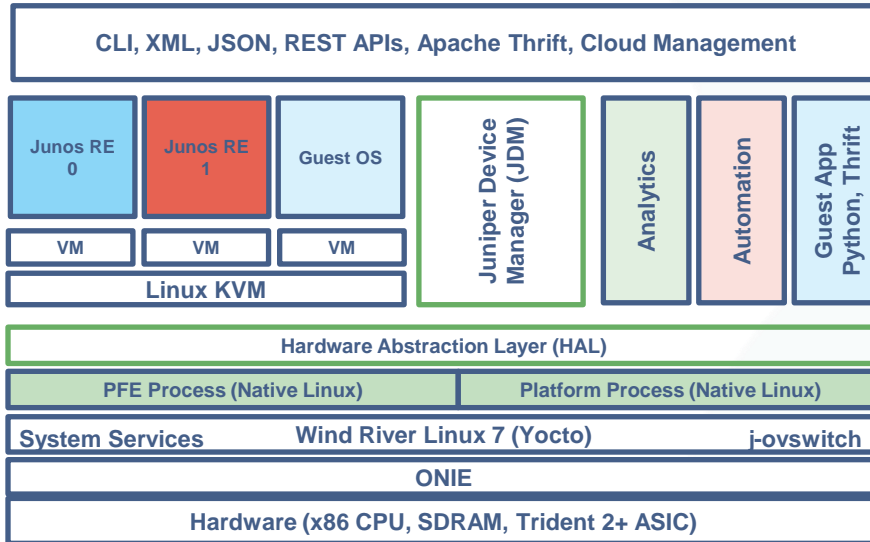 CLI, XML, JSON, REST APIs, Apache Thrift, Cloud Management
Junos RE
0
Junos RE
1
Guest OS
VM
VM
VM
Linux KVM
Juniper Device
Manager (JDM)
Analytics
Automation
Guest App
Python, Thrift
Hardware Abstraction Layer (HAL)
PFE Process (Native Linux)
Platform Process (Native Linux)
System Services
Wind River Linux 7 (Yocto)
j-ovswitch
ONIE
Hardware (x86 CPU, SDRAM, Trident 2+ ASIC)